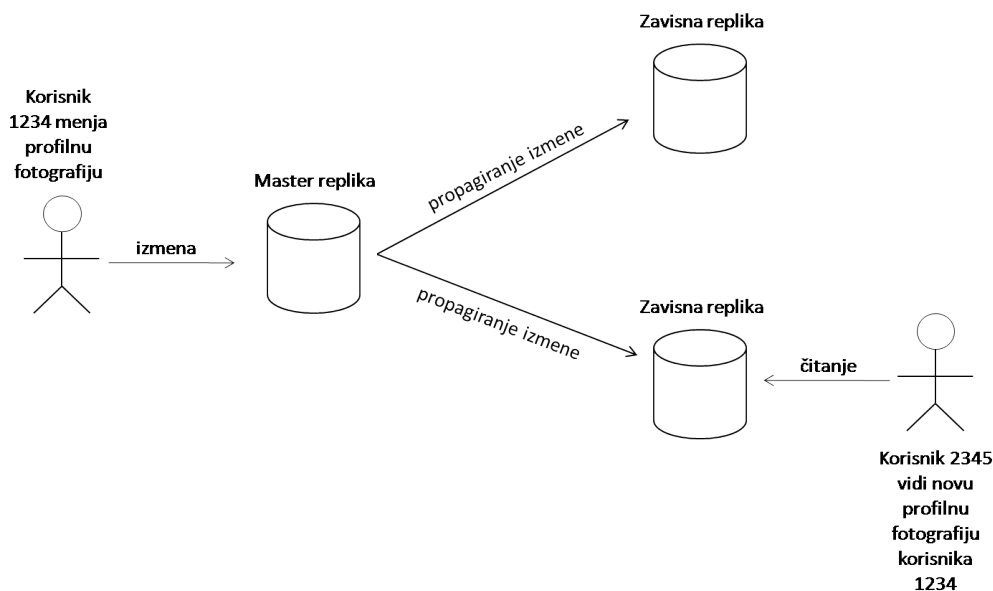 Zavisna replika
Korisnik
1234 menja
profilnu
fotografiju
Master replika
propagiranje izmene
izmena
propagiranje izmene
Zavisna replika
čitanje
Korisnik 2345
vidi novu
profilnu
fotografiju
korisnika
1234